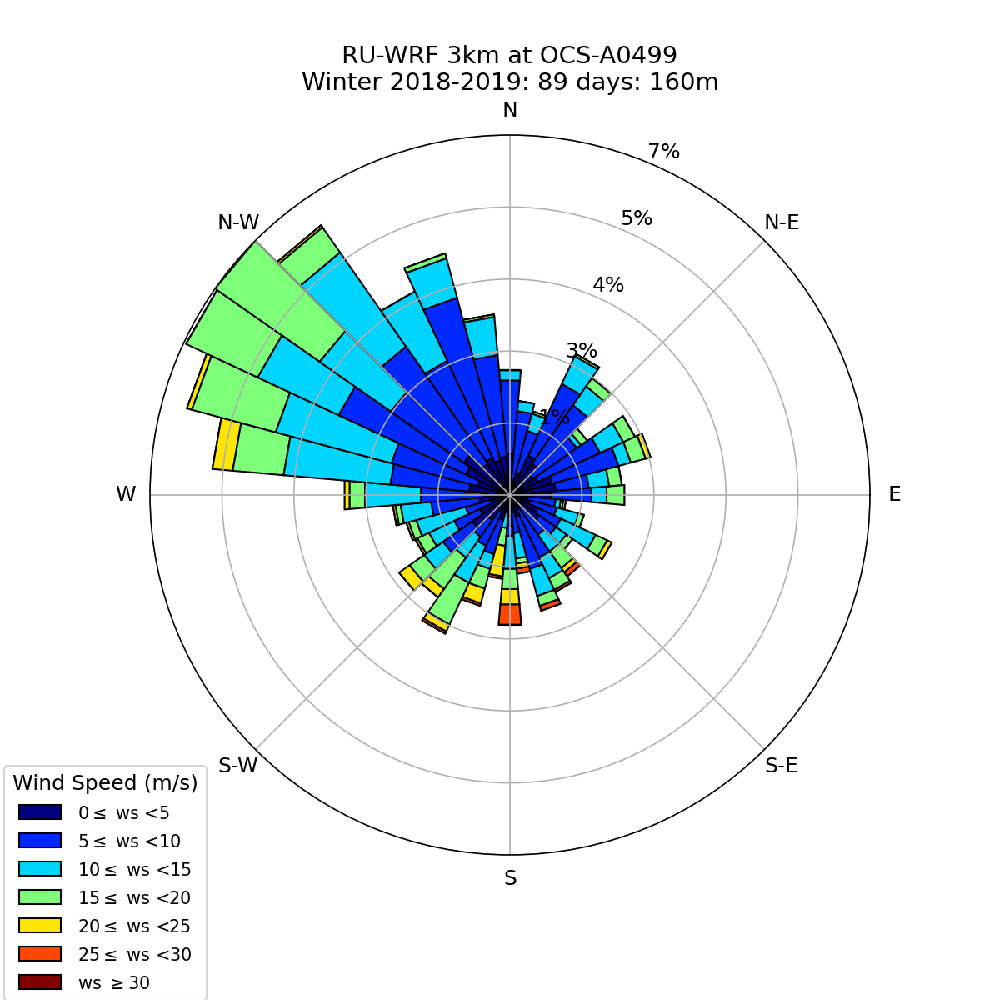 RU-WRF 3km at OCS-A0499
Winter 2018-2019: 89 days: 160m
N
7%
N-W
5%
N-E
4%
3%
1%
W
E
S-W
S-E
S
Wind Speed (m/s)
0≤ ws <5
5≤ ws <10
10≤ ws <15
15≤ ws <20
20≤ ws <25
25≤ ws <30
ws ≥30